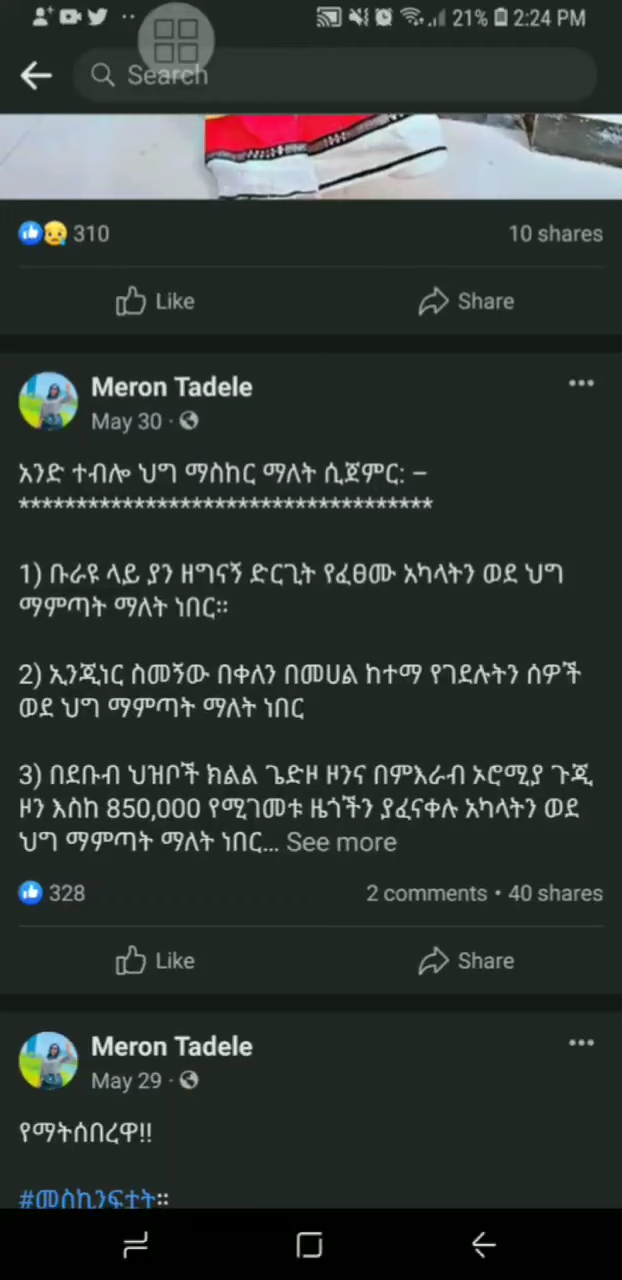 21% 2:24 PM
Search
310
10 shares
Like
Share
Meron Tadele
May 30 ·
አንድ ተብሎ ህግ ማስከር ማለት ሲጀምር: –
************************************
1) ቡራዩ ላይ ያን ዘግናኝ ድርጊት የፈፀሙ አካላትን ወደ ህግ
ማምጣት ማለት ነበር።
2) ኢንጂነር ስመኝው በቀለን በመሀል ከተማ የገደሉትን ሰዎች
ወደ ህግ ማምጣት ማለት ነበር
3) በደቡብ ህዝቦች ክልል ጌድዞ ዞንና በምእራብ ኦሮሚያ ጉጂ
ዞን እስከ 850,000 የሚገመቱ ዜጎችን ያፈናቀሉ አካላትን ወደ
ህግ ማምጣት ማለት ነበር... See more
328
2 comments • 40 shares
Like
Share
Meron Tadele
May 29 ·
የማትሰበረዋ!!
#መስኪንፍተት።